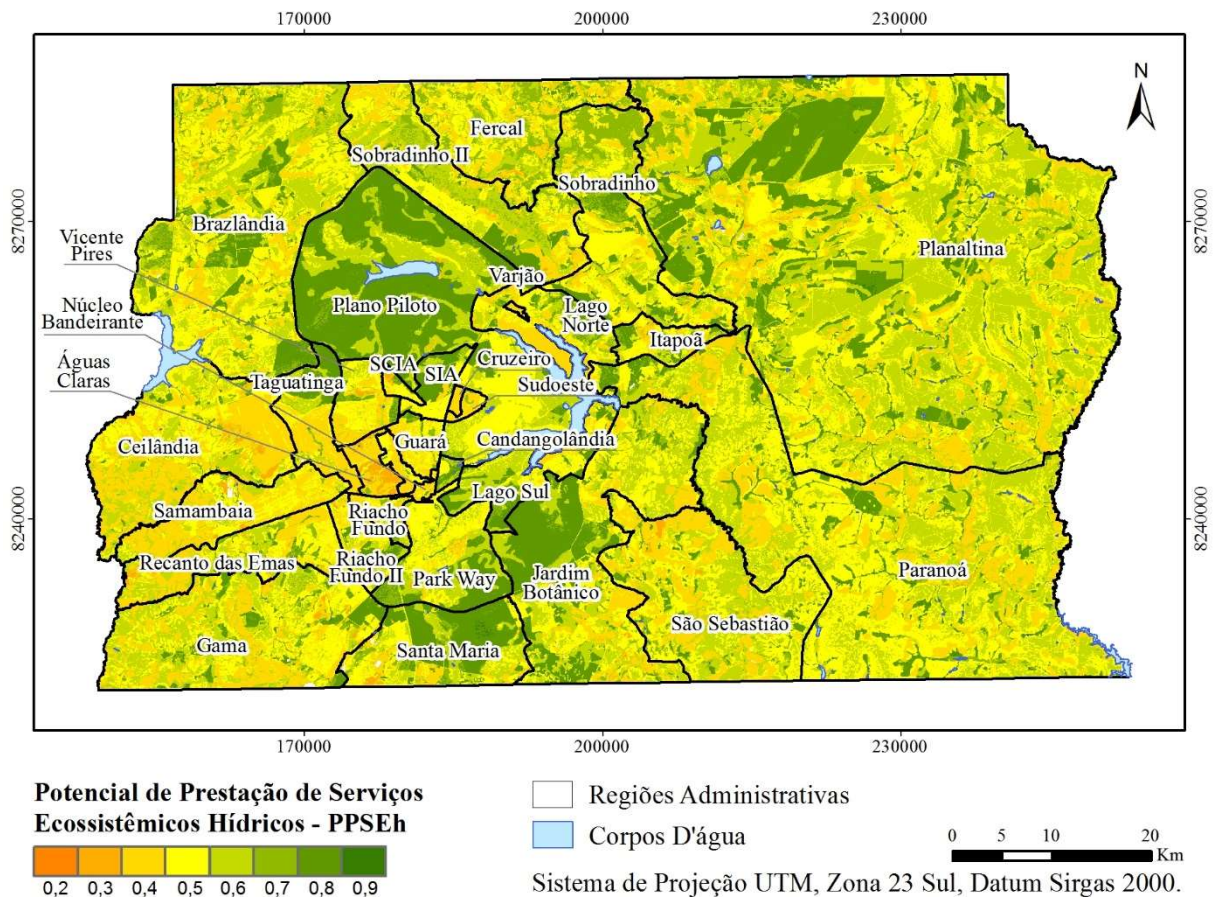 170000
200000
230000
N
Fercal
Sobradinho II
Sobradinho
8270000
8270000
Brazlândia
Vicente
Pires
Planaltina
Varjão
Núcleo
Bandeirante
Plano Piloto
Lago
Norte
Itapoã
Águas
Claras
SCIA
SIA
Cruzeiro
Taguatinga
Sudoeste
Ceilândia
Guará
Candangolândia
Lago Sul
Samambaia
8240000
8240000
Riacho
Fundo
Recanto das Emas
Riacho
Fundo II
Park Way
Jardim
Botânico
Paranoá
São Sebastião
Gama
Santa Maria
170000
200000
230000
Potencial de Prestação de Serviços
Ecossistêmicos Hídricos - PPSEh
0,2 0,3 0,4 0,5 0,6 0,7 0,8 0,9
Regiões Administrativas
Corpos D'água
0 5 10 20
Km
Sistema de Projeção UTM, Zona 23 Sul, Datum Sirgas 2000.